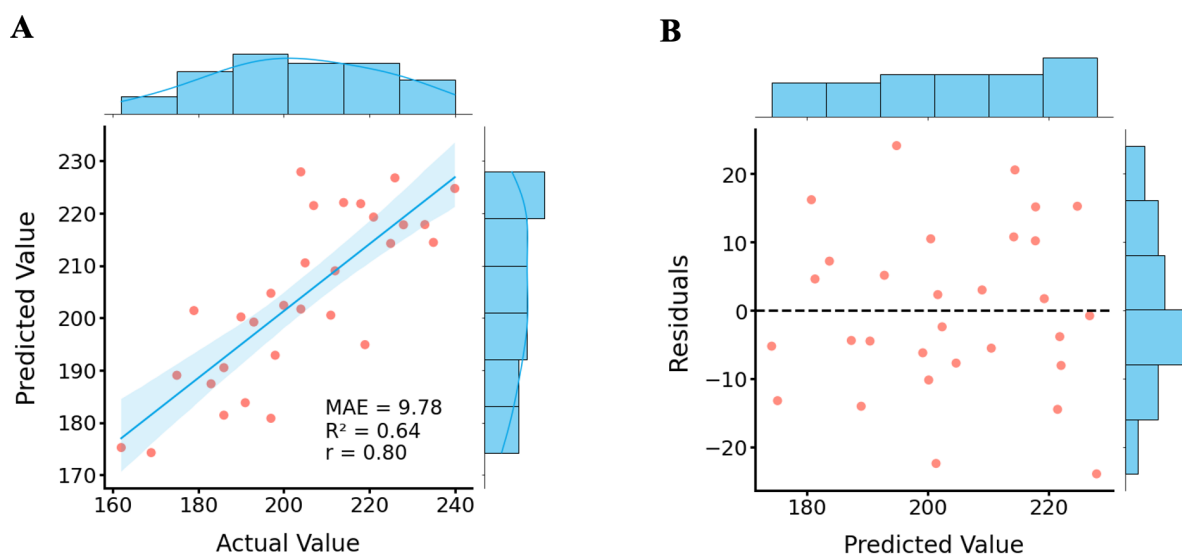 A
230
220
210
200
190
180
170
160 180 200 220 240
Predicted Value
Actual Value
MAE = 9.78
R² = 0.64
r = 0.80
B
20
10
0
−10
−20
180 200 220
Residuals
Predicted Value